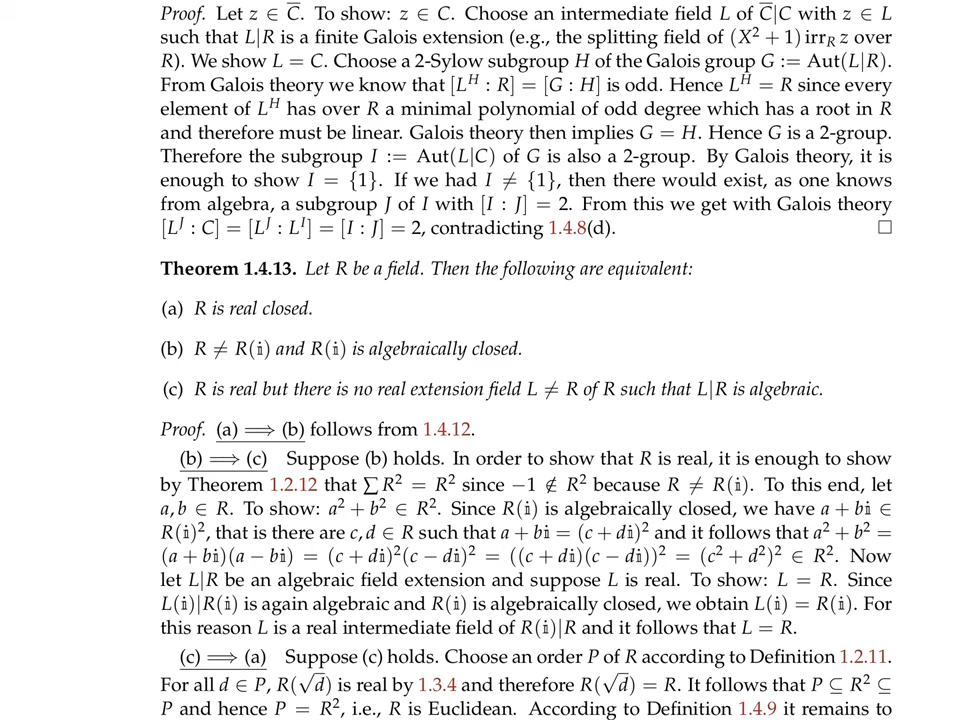 Proof. Let z ∈ C̅. To show: z ∈ C. Choose an intermediate field L of C̅|C with z ∈ L
such that L|R is a finite Galois extension (e.g., the splitting field of (X² + 1) irr_R z over
R). We show L = C. Choose a 2-Sylow subgroup H of the Galois group G := Aut(L|R).
From Galois theory we know that [L^H : R] = [G : H] is odd. Hence L^H = R since every
element of L^H has over R a minimal polynomial of odd degree which has a root in R
and therefore must be linear. Galois theory then implies G = H. Hence G is a 2-group.
Therefore the subgroup I := Aut(L|C) of G is also a 2-group. By Galois theory, it is
enough to show I = {1}. If we had I ≠ {1}, then there would exist, as one knows
from algebra, a subgroup J of I with [I : J] = 2. From this we get with Galois theory
[L^J : C] = [L^J : L^I] = [I : J] = 2, contradicting 1.4.8(d). □
Theorem 1.4.13. Let R be a field. Then the following are equivalent:
(a) R is real closed.
(b) R ≠ R(i) and R(i) is algebraically closed.
(c) R is real but there is no real extension field L ≠ R of R such that L|R is algebraic.
Proof. (a) ⟹ (b) follows from 1.4.12.
(b) ⟹ (c) Suppose (b) holds. In order to show that R is real, it is enough to show
by Theorem 1.2.12 that ∑ R² = R² since −1 ∉ R² because R ≠ R(i). To this end, let
a, b ∈ R. To show: a² + b² ∈ R². Since R(i) is algebraically closed, we have a + bi ∈
R(i)², that is there are c, d ∈ R such that a + bi = (c + di)² and it follows that a² + b² =
(a + bi)(a − bi) = (c + di)²(c − di)² = ((c + di)(c − di))² = (c² + d²)² ∈ R². Now
let L|R be an algebraic field extension and suppose L is real. To show: L = R. Since
L(i)|R(i) is again algebraic and R(i) is algebraically closed, we obtain L(i) = R(i). For
this reason L is a real intermediate field of R(i)|R and it follows that L = R.
(c) ⟹ (a) Suppose (c) holds. Choose an order P of R according to Definition 1.2.11.
For all d ∈ P, R(√d) is real by 1.3.4 and therefore R(√d) = R. It follows that P ⊆ R² ⊆
P and hence P = R², i.e., R is Euclidean. According to Definition 1.4.9 it remains to